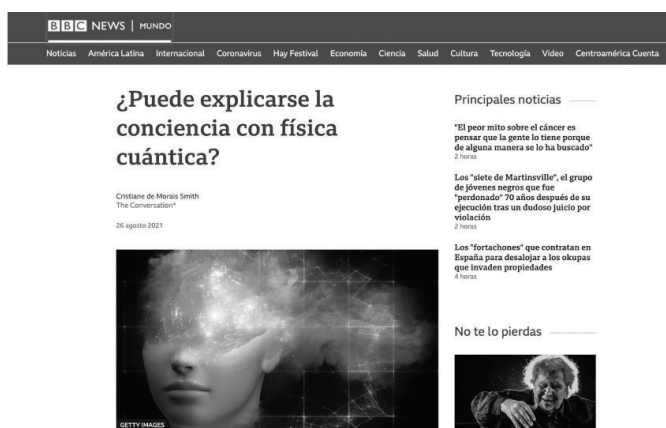 BBC NEWS | MUNDO
Noticias América Latina Internacional Coronavirus Hay Festival Economía Ciencia Salud Cultura Tecnología Video Centroamérica Cuenta
¿Puede explicarse la
conciencia con física
cuántica?
Cristiane de Morais Smith
The Conversation*
26 agosto 2021
GETTY IMAGES
Principales noticias
"El peor mito sobre el cáncer es
pensar que la gente lo tiene porque
de alguna manera se lo ha buscado"
2 horas
Los "siete de Martinsville", el grupo
de jóvenes negros que fue
"perdonado" 70 años después de su
ejecución tras un dudoso juicio por
violación
2 horas
Los "fortachones" que contratan en
España para desalojar a los okupas
que invaden propiedades
4 horas
No te lo pierdas